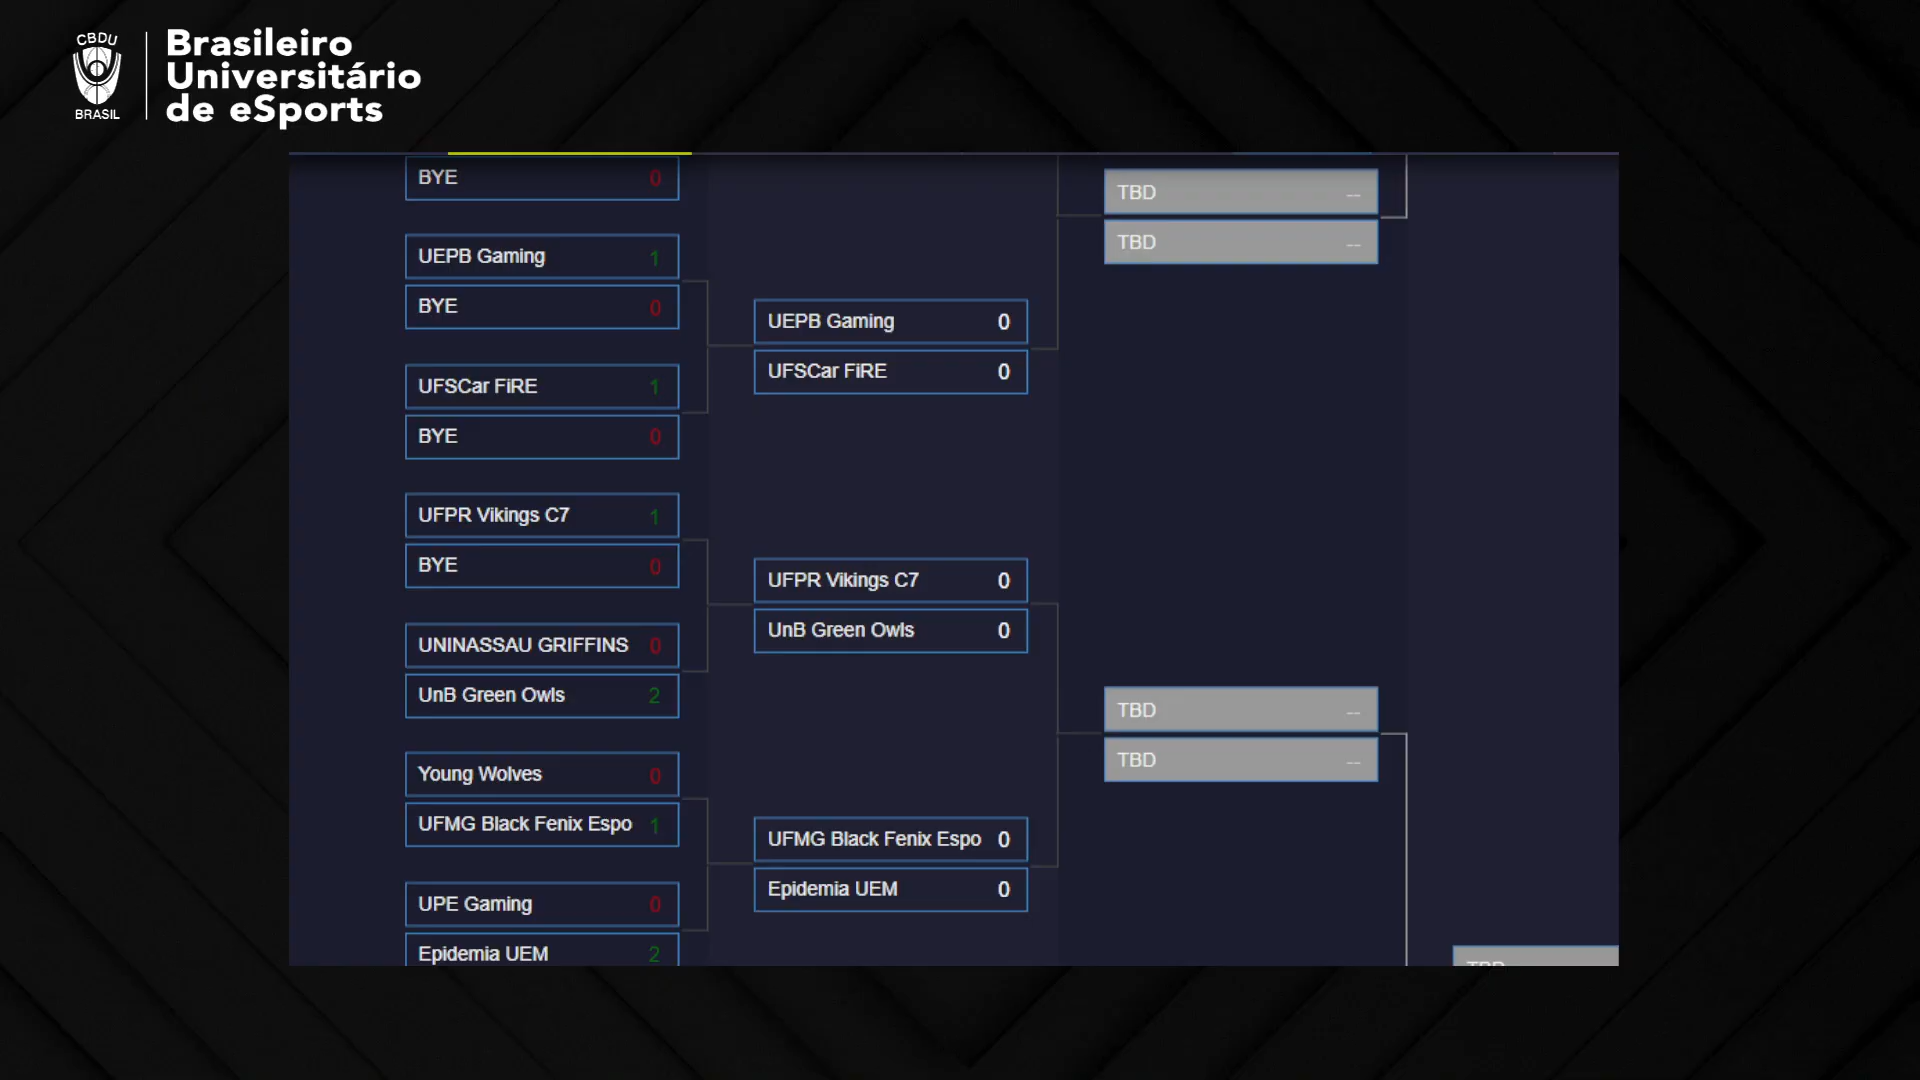 CBDU
BRASIL
Brasileiro
Universitário
de eSports
BYE 0
UEPB Gaming 1
BYE 0
UFSCar FiRE 1
BYE 0
UFPR Vikings C7 1
BYE 0
UNINASSAU GRIFFINS 0
UnB Green Owls 2
Young Wolves 0
UFMG Black Fenix Espo 1
UPE Gaming 0
Epidemia UEM 2
UEPB Gaming 0
UFSCar FiRE 0
UFPR Vikings C7 0
UnB Green Owls 0
UFMG Black Fenix Espo 0
Epidemia UEM 0
TBD --
TBD --
TBD --
TBD --
TBD